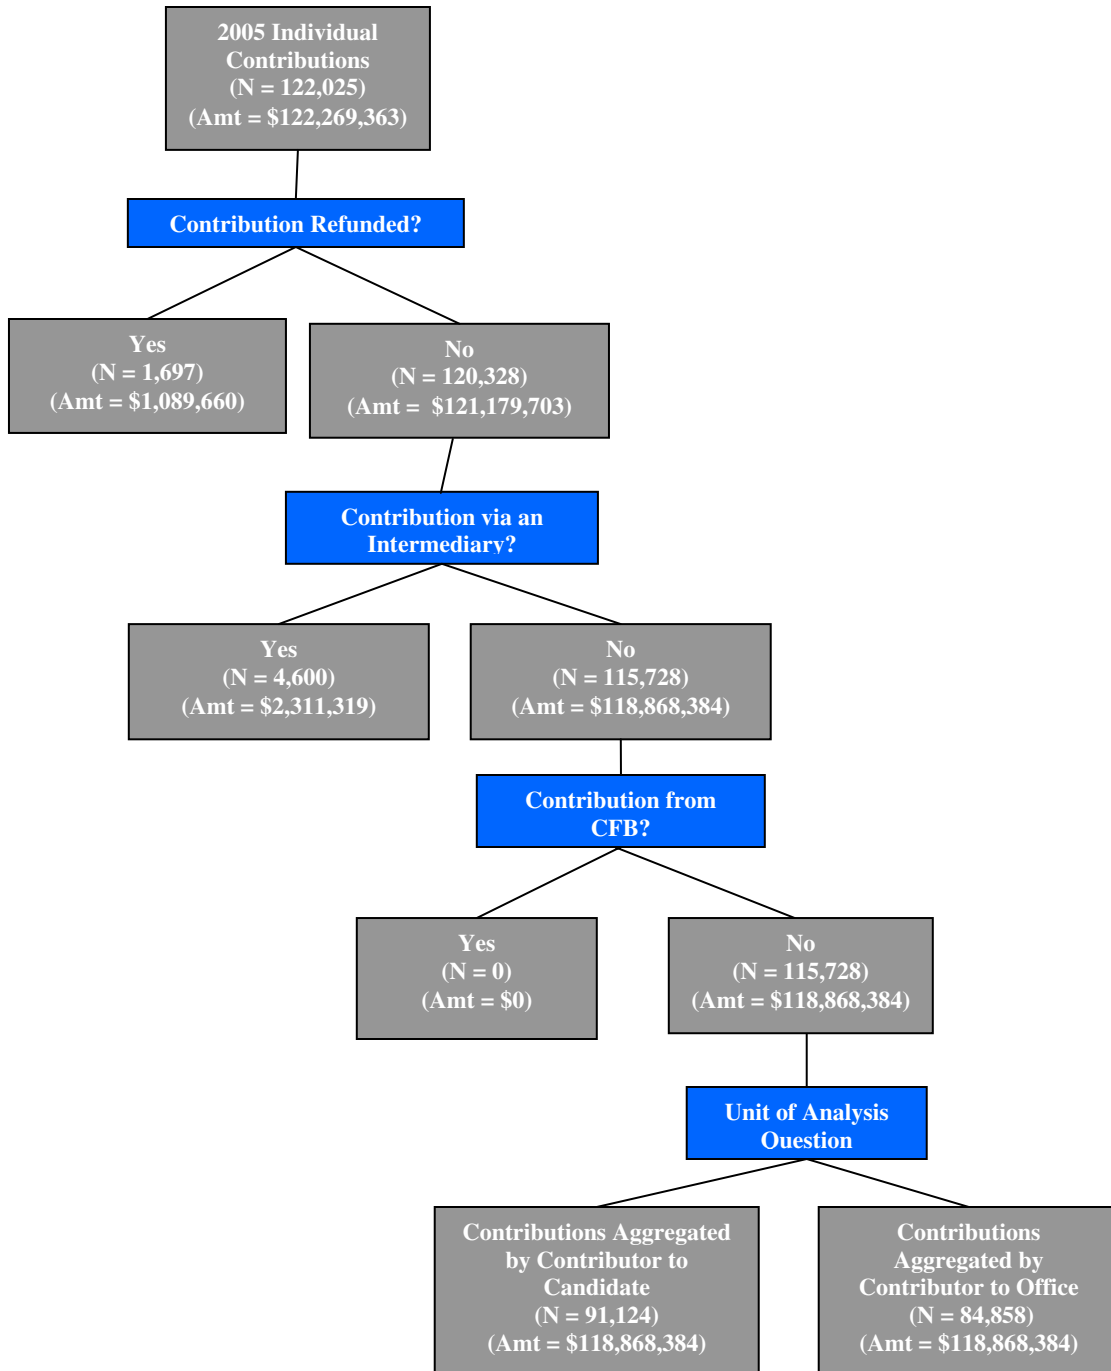 2005 Individual
Contributions
(N = 122,025)
(Amt = $122,269,363)
Contribution Refunded?
Yes
(N = 1,697)
(Amt = $1,089,660)
No
(N = 120,328)
(Amt =  $121,179,703)
Contribution via an
Intermediary?
Yes
(N = 4,600)
(Amt = $2,311,319)
No
(N = 115,728)
(Amt = $118,868,384)
Contribution from
CFB?
Yes
(N = 0)
(Amt = $0)
No
(N = 115,728)
(Amt = $118,868,384)
Unit of Analysis
Question
Contributions Aggregated
by Contributor to
Candidate
(N = 91,124)
(Amt = $118,868,384)
Contributions
Aggregated by
Contributor to Office
(N = 84,858)
(Amt = $118,868,384)